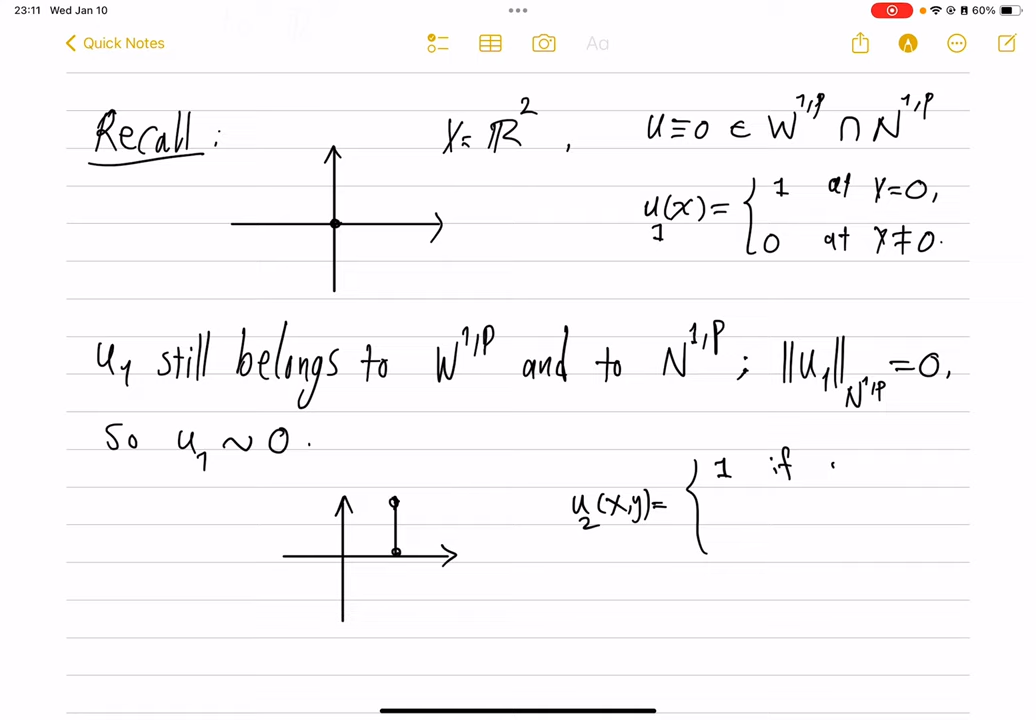 23:11 Wed Jan 10
60%
Quick Notes
Aa
Recall: X = ℝ², u ≡ 0 ∈ W^{1,p} ∩ N^{1,p}
u₁(x) = { 1 at x=0,
0 at x≠0.
u₁ still belongs to W^{1,p} and to N^{1,p}; ||u₁||_{N^{1,p}} = 0,
so u₁ ~ 0.
u₂(x,y) = { 1 if